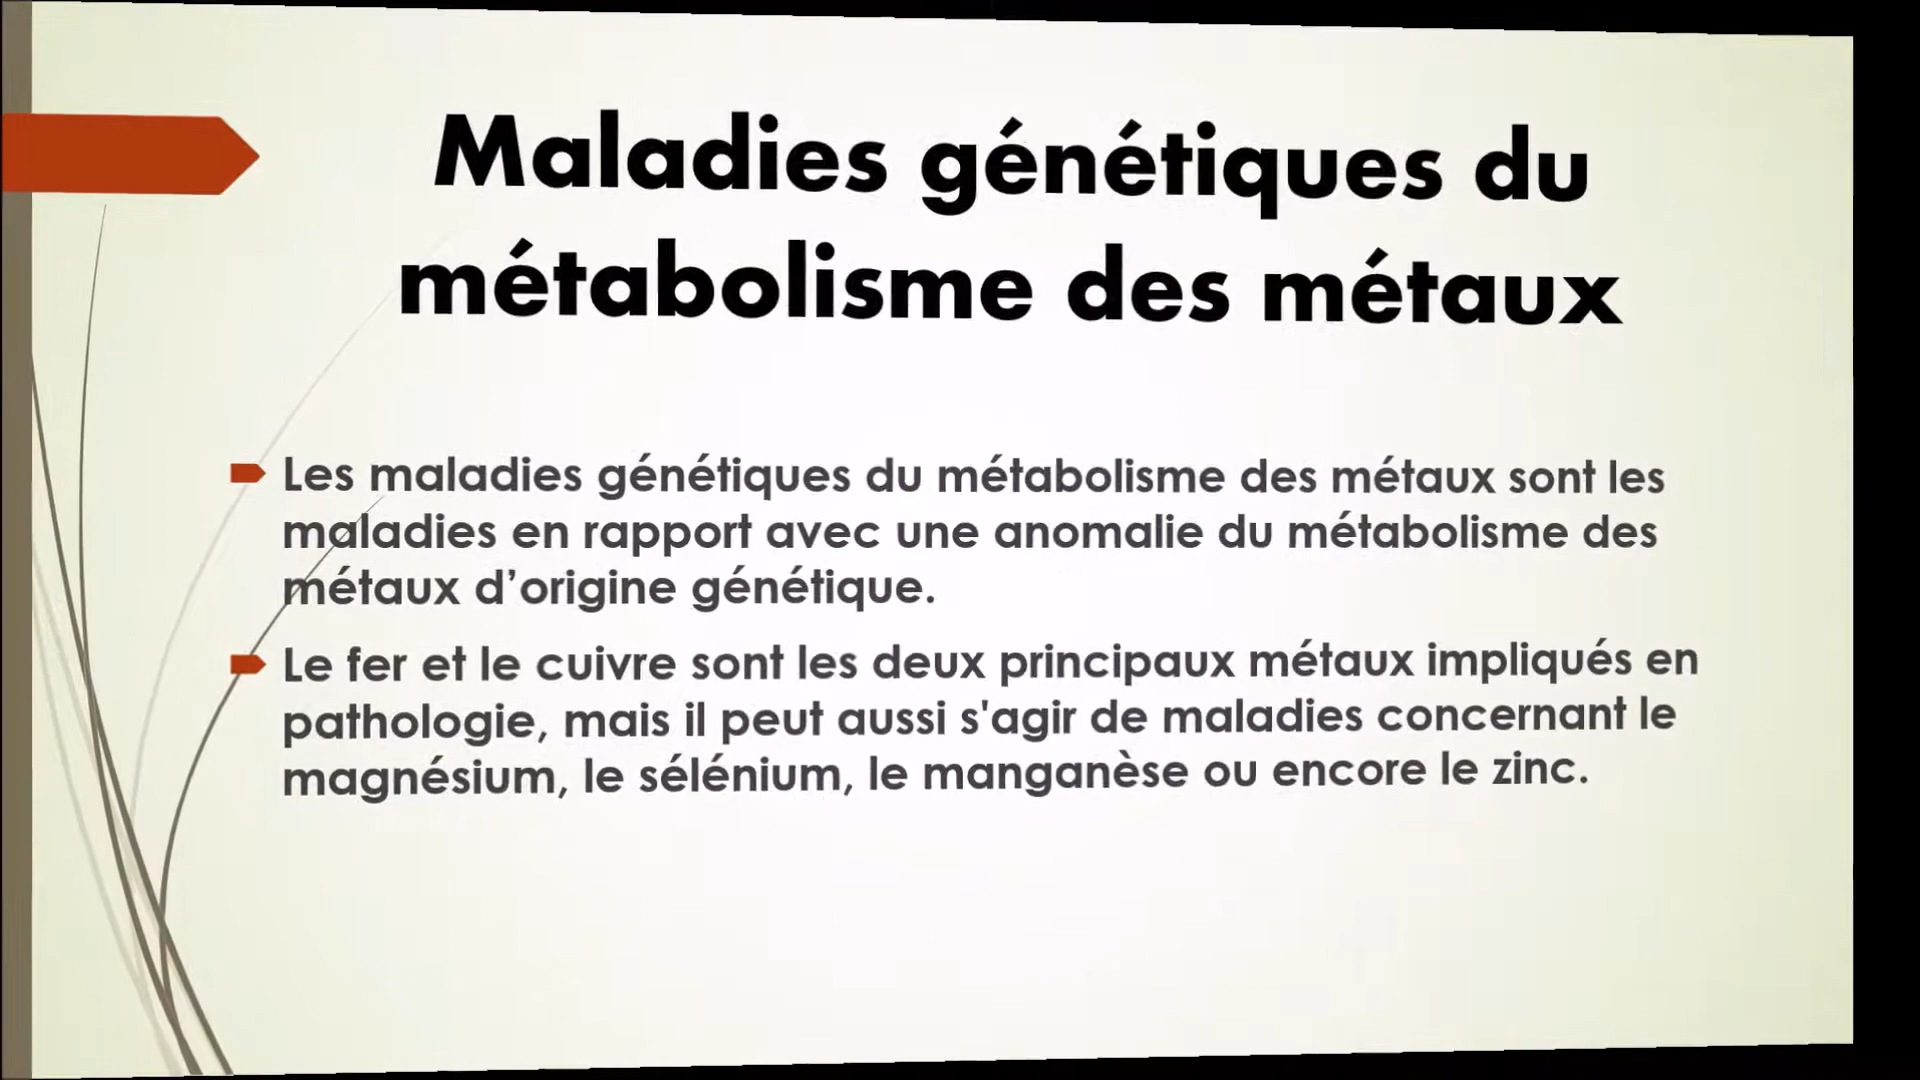 Maladies génétiques du
métabolisme des métaux
Les maladies génétiques du métabolisme des métaux sont les
maladies en rapport avec une anomalie du métabolisme des
métaux d’origine génétique.
Le fer et le cuivre sont les deux principaux métaux impliqués en
pathologie, mais il peut aussi s'agir de maladies concernant le
magnésium, le sélénium, le manganèse ou encore le zinc.